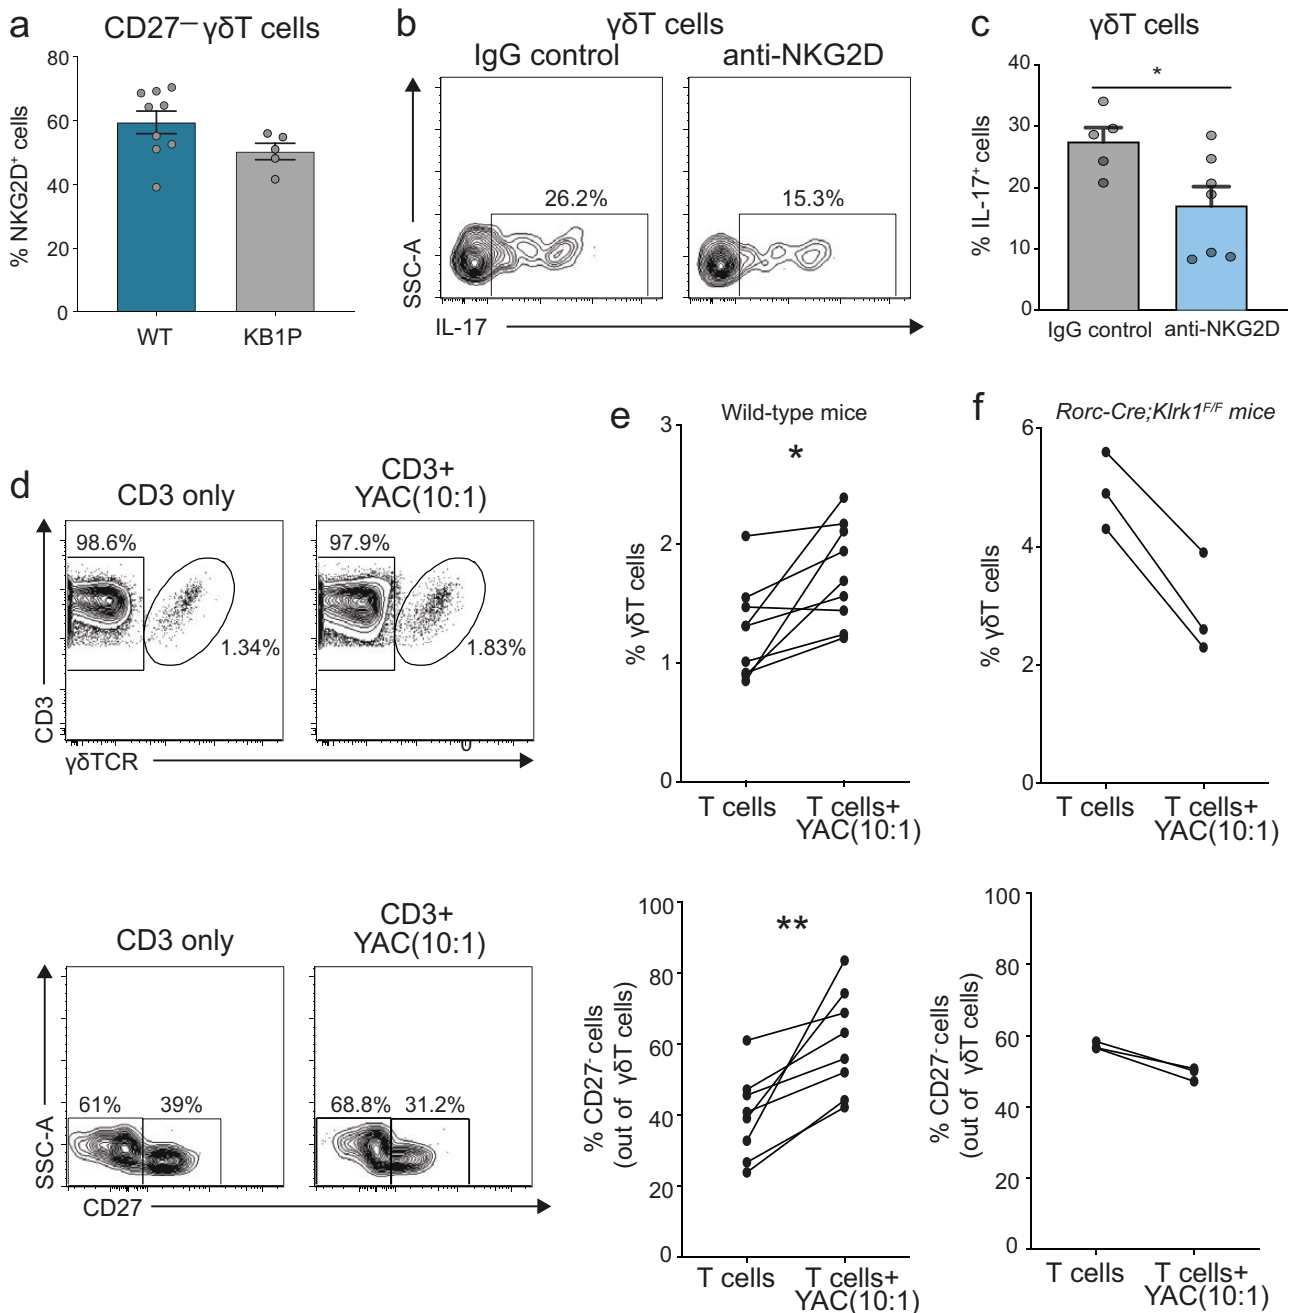 a
CD27— γδT cells
% NKG2D+ cells
80
60
40
20
0
WT
KB1P
b
γδT cells
IgG control
anti-NKG2D
26.2%
15.3%
SSC-A
IL-17
c
γδT cells
% IL-17+ cells
40
30
20
10
0
*
IgG control
anti-NKG2D
d
CD3 only
CD3+
YAC(10:1)
98.6%
1.34%
97.9%
1.83%
CD3
γδTCR
0
CD3 only
CD3+
YAC(10:1)
61%
39%
68.8%
31.2%
SSC-A
CD27
e
Wild-type mice
*
% γδT cells
3
2
1
0
T cells
T cells+
YAC(10:1)
**
% CD27- cells
(out of γδT cells)
100
80
60
40
20
0
T cells
T cells+
YAC(10:1)
f
Rorc-Cre;Klrk1F/F mice
% γδT cells
6
4
2
0
T cells
T cells+
YAC(10:1)
% CD27- cells
(out of γδT cells)
100
80
60
40
20
0
T cells
T cells+
YAC(10:1)